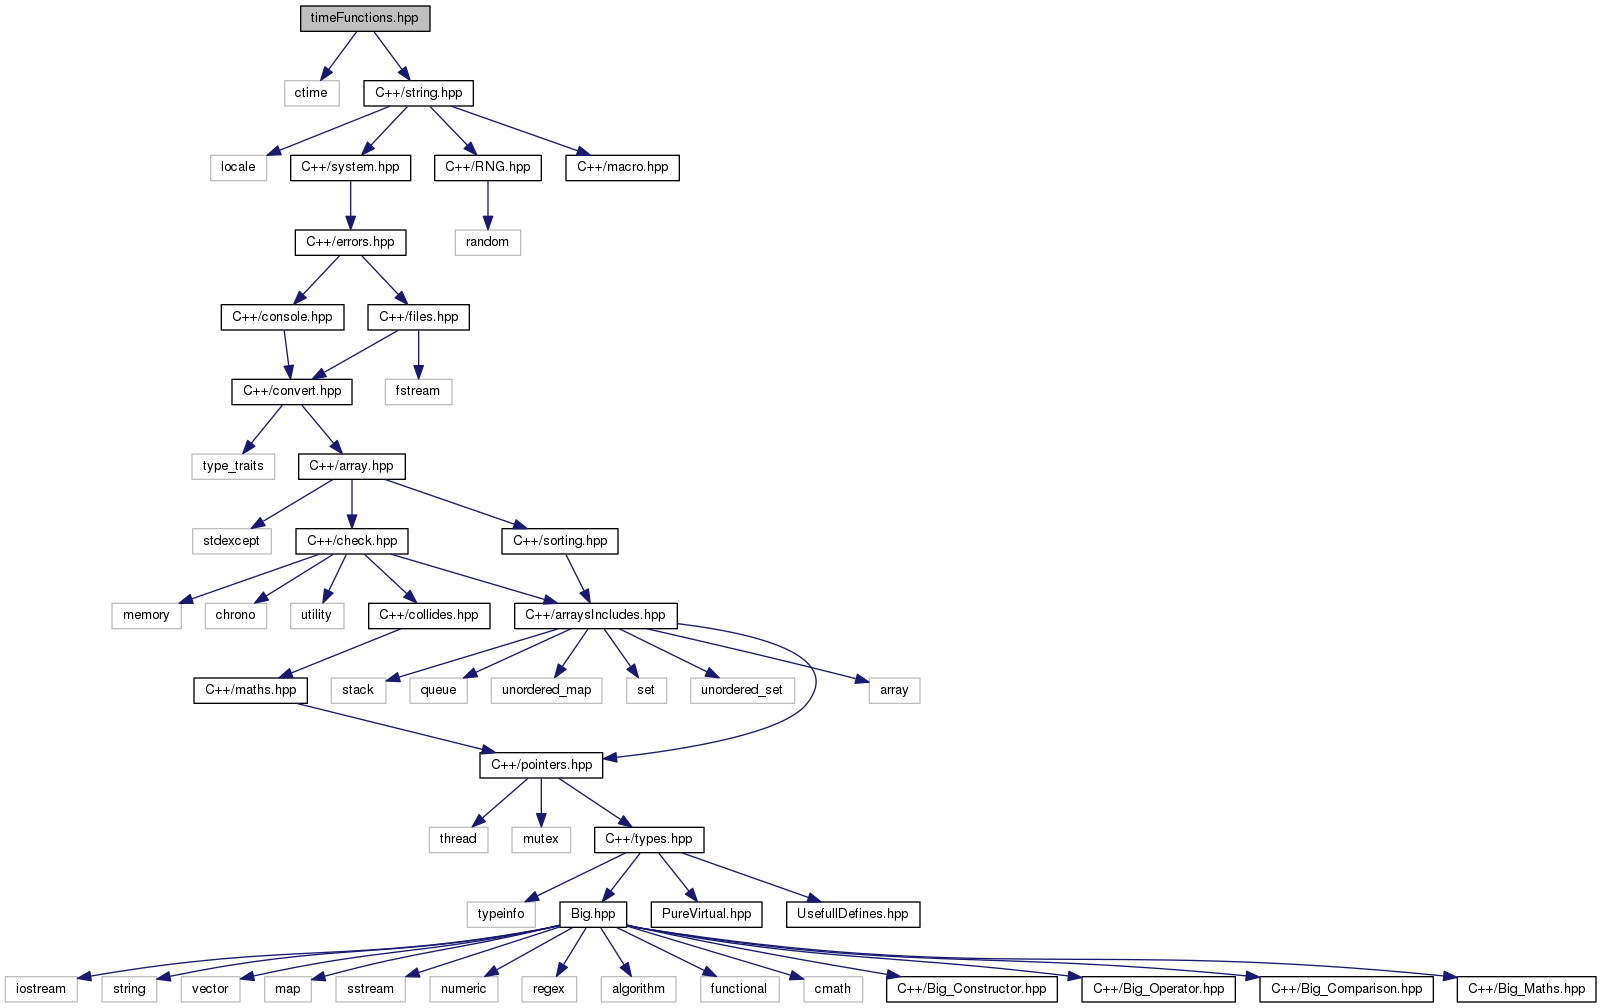 timeFunctions.hpp
ctime
C++/string.hpp
locale
C++/system.hpp
C++/RNG.hpp
C++/macro.hpp
C++/errors.hpp
random
C++/console.hpp
C++/files.hpp
C++/convert.hpp
fstream
type_traits
C++/array.hpp
stdexcept
C++/check.hpp
C++/sorting.hpp
memory
chrono
utility
C++/collides.hpp
C++/arraysIncludes.hpp
C++/maths.hpp
stack
queue
unordered_map
set
unordered_set
array
C++/pointers.hpp
thread
mutex
C++/types.hpp
typeinfo
Big.hpp
PureVirtual.hpp
UsefullDefines.hpp
iostream
string
vector
map
sstream
numeric
regex
algorithm
functional
cmath
C++/Big_Constructor.hpp
C++/Big_Operator.hpp
C++/Big_Comparison.hpp
C++/Big_Maths.hpp